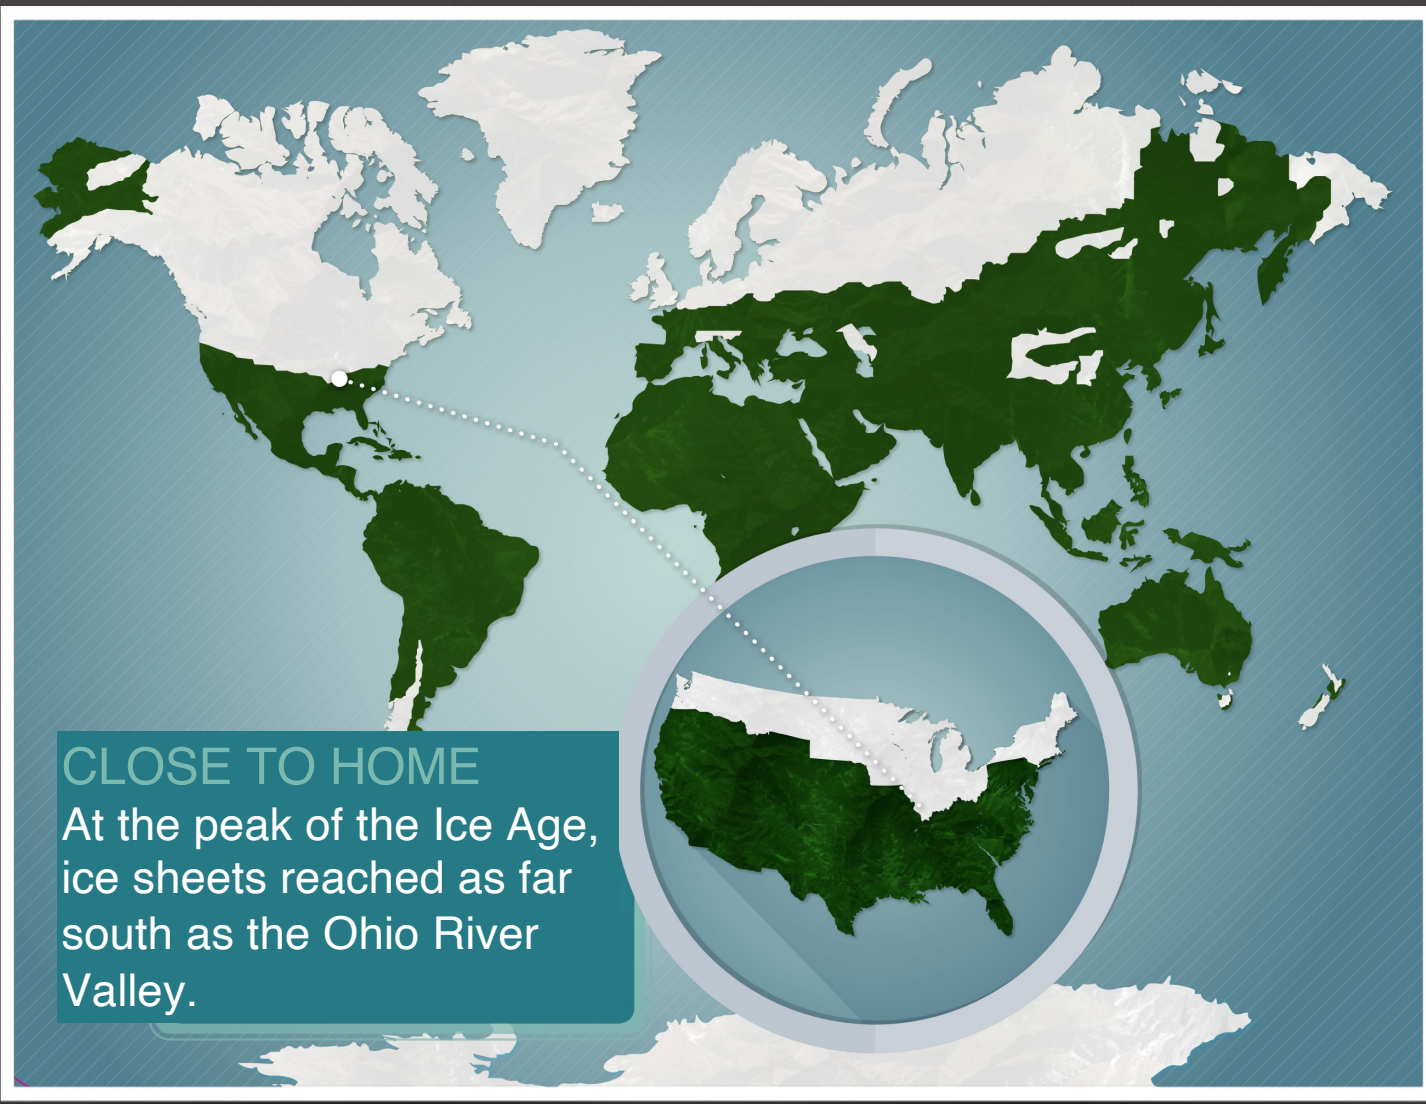 CLOSE TO HOME
At the peak of the Ice Age,
ice sheets reached as far
south as the Ohio River
Valley.